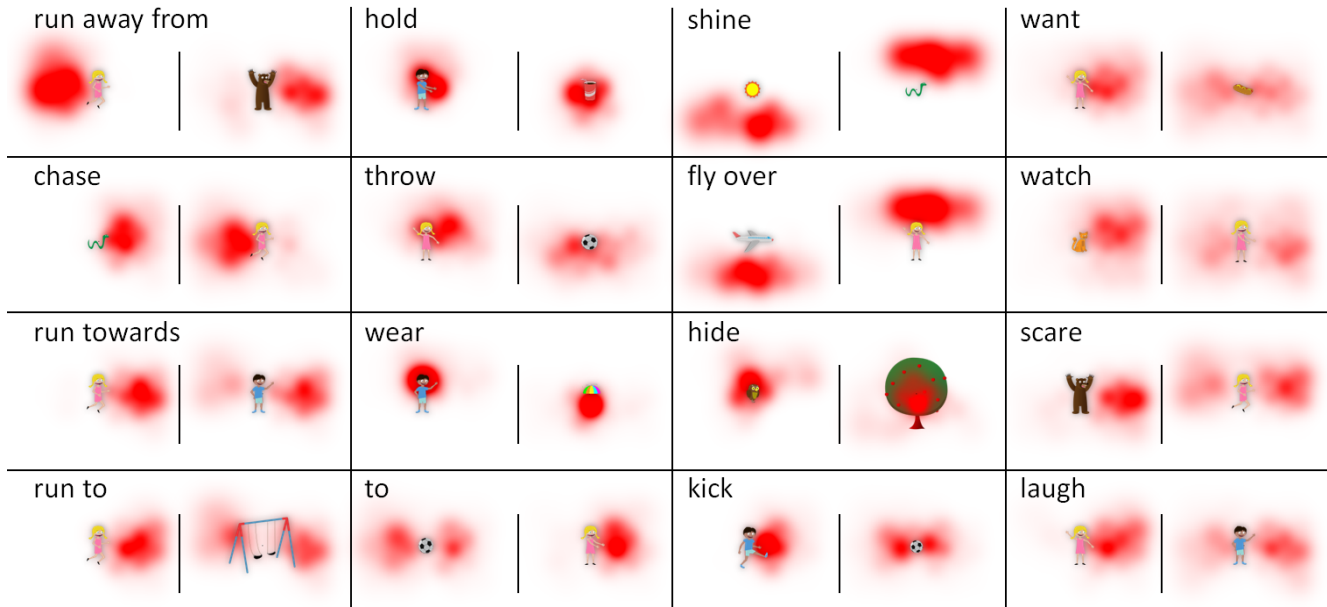 run away from
hold
shine
want
chase
throw
fly over
watch
run towards
wear
hide
scare
run to
to
kick
laugh